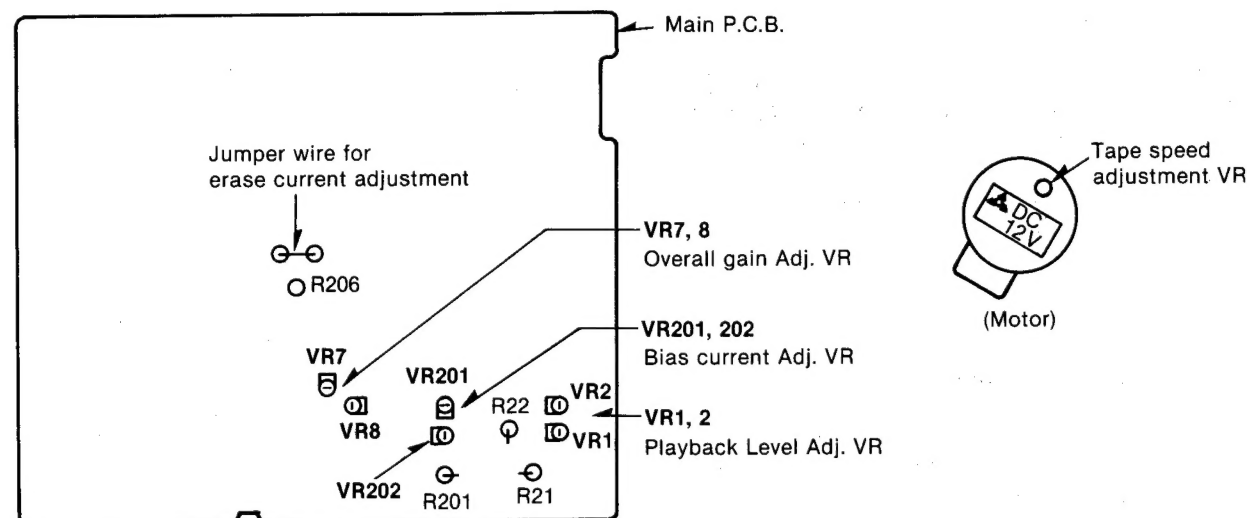 Main P.C.B.
Jumper wire for
erase current adjustment
R206
VR7, 8
Overall gain Adj. VR
VR201, 202
Bias current Adj. VR
VR7
VR8
VR201
VR202
R22
VR2
VR1
R201
R21
VR1, 2
Playback Level Adj. VR
Tape speed
adjustment VR
DC
12V
(Motor)